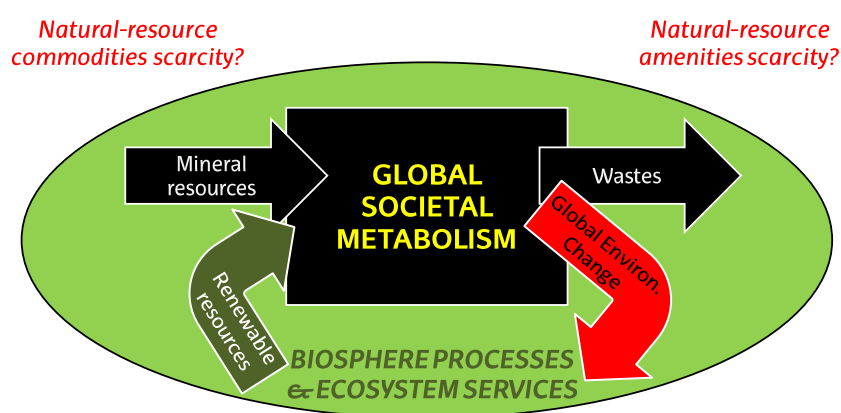 Natural-resource
commodities scarcity?
Natural-resource
amenities scarcity?
Mineral
resources
GLOBAL
SOCIETAL
METABOLISM
Wastes
Global Environ.
Change
Renewable
resources
BIOSPHERE PROCESSES
& ECOSYSTEM SERVICES